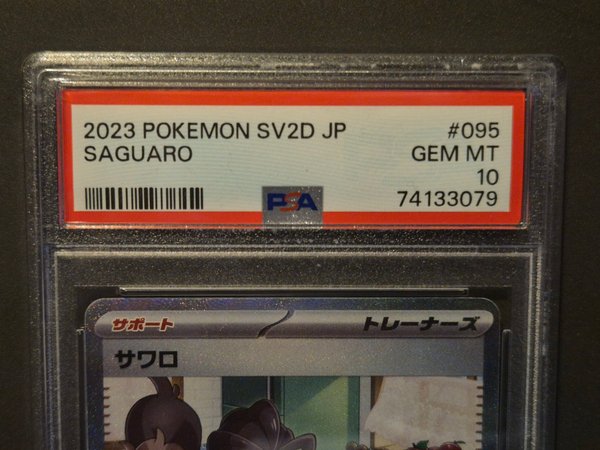 2023 POKEMON SV2D JP #095
SAGUARO GEM MT
10
PSA 74133079
サポート トレーナーズ
サワロ